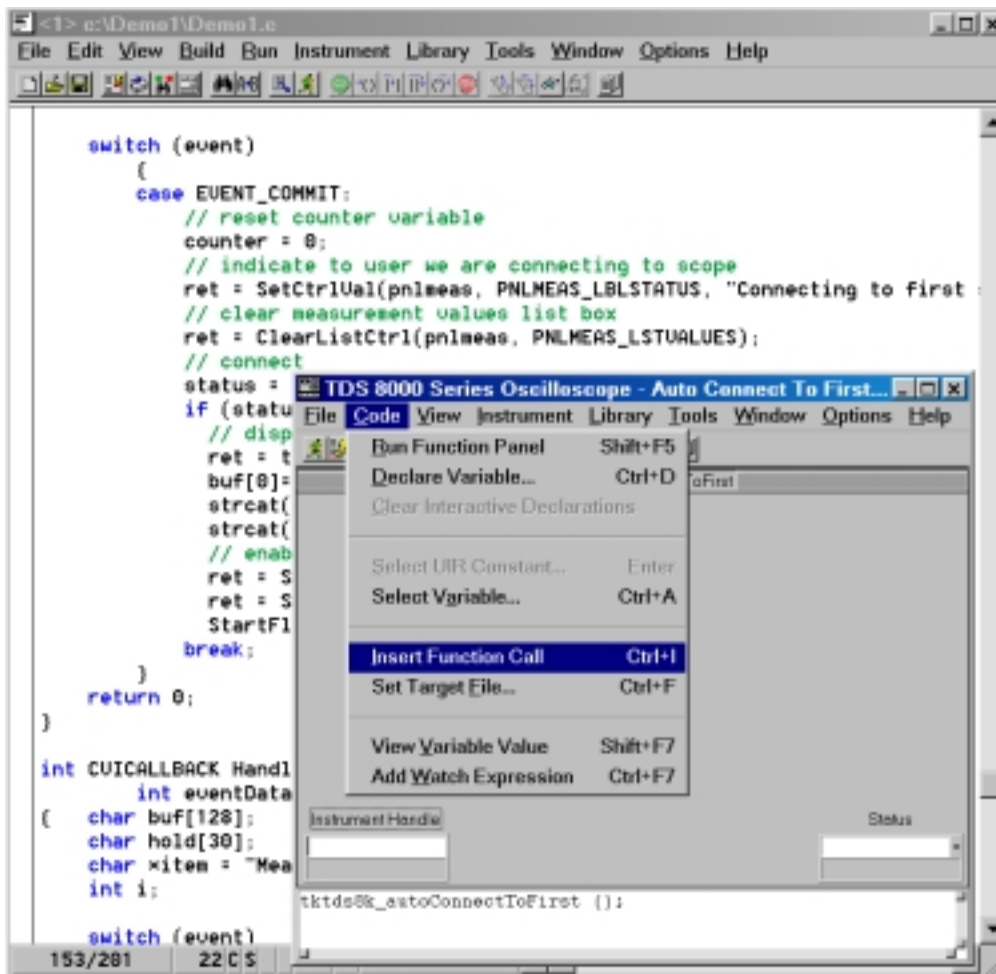 <1> c:\Demo1\Demo1.c
File Edit View Build Run Instrument Library Tools Window Options Help
switch (event)
{
case EVENT_COMMIT:
// reset counter variable
counter = 0;
// indicate to user we are connecting to scope
ret = SetCtrlVal(pnlmeas, PNLMEAS_LBLSTATUS, "Connecting to first
// clear measurement values list box
ret = ClearListCtrl(pnlmeas, PNLMEAS_LSTVALUES);
// connect
status =
if (statu
// disp
ret = t
buf[0]=
strcat(
strcat(
// enab
ret = S
ret = S
StartFl
break;
}
return 0;
}
int CVICALLBACK Handl
int eventData
{ char buf[128];
char hold[30];
char *item = "Mea
int i;
switch (event)
153/281 22 C S
TDS 8000 Series Oscilloscope - Auto Connect To First...
File Code View Instrument Library Tools Window Options Help
Run Function Panel Shift+F5
Declare Variable... Ctrl+D
Clear Interactive Declarations
Select UIR Constant... Enter
Select Variable... Ctrl+A
Insert Function Call Ctrl+I
Set Target File... Ctrl+F
View Variable Value Shift+F7
Add Watch Expression Ctrl+F7
oFirst
Instrument Handle
Status
tktds8k_autoConnectToFirst ();